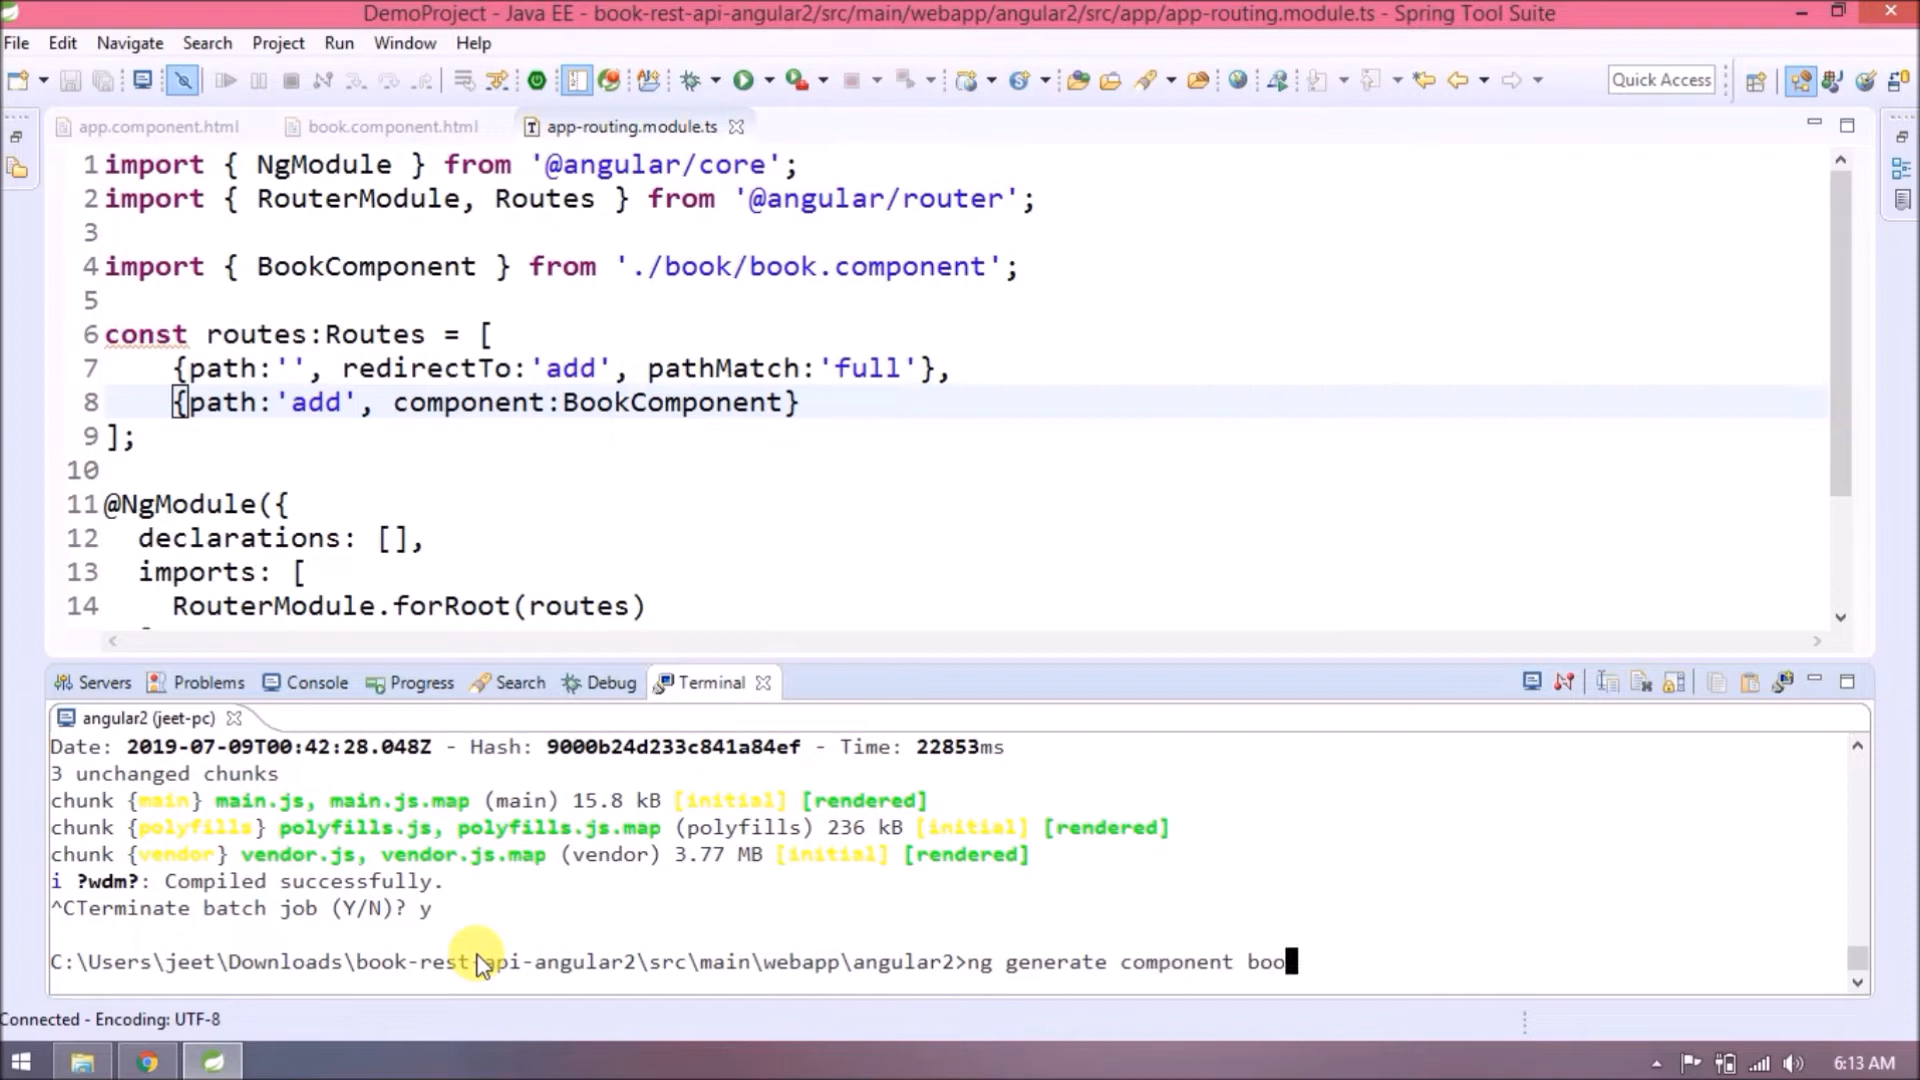 DemoProject - Java EE - book-rest-api-angular2/src/main/webapp/angular2/src/app/app-routing.module.ts - Spring Tool Suite
File Edit Navigate Search Project Run Window Help
Quick Access
app.component.html book.component.html app-routing.module.ts
1 import { NgModule } from '@angular/core';
2 import { RouterModule, Routes } from '@angular/router';
3
4 import { BookComponent } from './book/book.component';
5
6 const routes:Routes = [
7 {path:'', redirectTo:'add', pathMatch:'full'},
8 {path:'add', component:BookComponent}
9 ];
10
11 @NgModule({
12 declarations: [],
13 imports: [
14 RouterModule.forRoot(routes)
Servers Problems Console Progress Search Debug Terminal
angular2 (jeet-pc)
Date: 2019-07-09T00:42:28.048Z - Hash: 9000b24d233c841a84ef - Time: 22853ms
3 unchanged chunks
chunk {main} main.js, main.js.map (main) 15.8 kB [initial] [rendered]
chunk {polyfills} polyfills.js, polyfills.js.map (polyfills) 236 kB [initial] [rendered]
chunk {vendor} vendor.js, vendor.js.map (vendor) 3.77 MB [initial] [rendered]
i ?wdm?: Compiled successfully.
^CTerminate batch job (Y/N)? y
C:\Users\jeet\Downloads\book-rest-api-angular2\src\main\webapp\angular2>ng generate component boo
Connected - Encoding: UTF-8
6:13 AM